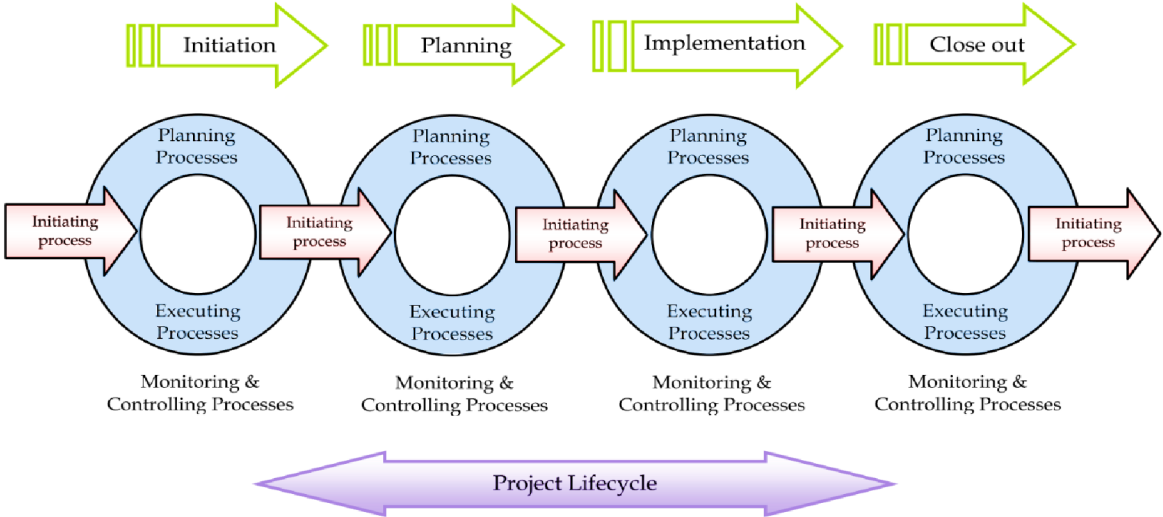 Initiation
Planning
Implementation
Close out
Planning
Processes
Planning
Processes
Planning
Processes
Planning
Processes
Initiating
process
Initiating
process
Initiating
process
Initiating
process
Initiating
process
Executing
Processes
Executing
Processes
Executing
Processes
Executing
Processes
Monitoring &
Controlling Processes
Monitoring &
Controlling Processes
Monitoring &
Controlling Processes
Monitoring &
Controlling Processes
Project Lifecycle